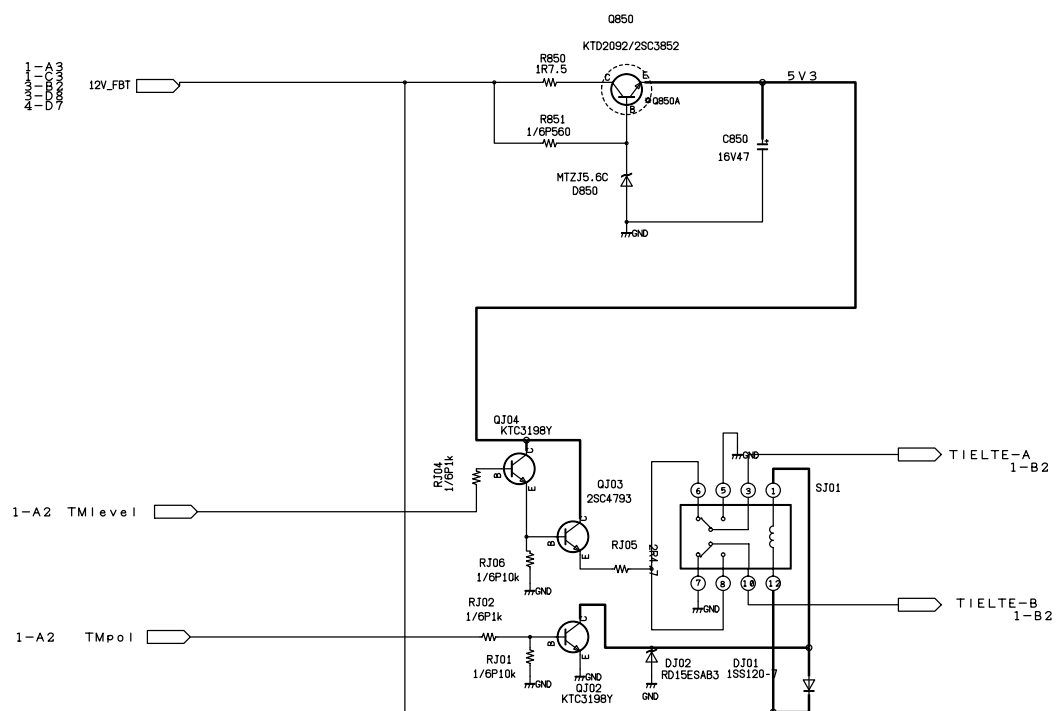 Q850
KTD2092/2SC3852
1-A3
1-C3
3-B2
3-D8
4-D7
12V_FBT
R850
1R7.5
C
E
B
Q850A
5V3
R851
1/6P560
C850
16V47
+
MTZJ5.6C
D850
GND
QJ04
KTC3198Y
RJ04
1/6P1k
B
C
E
1-A2 TMlevel
QJ03
2SC4793
B
C
E
RJ06
1/6P10k
GND
RJ05
2R4.7
GND
6
5
3
1
SJ01
7
8
10
12
GND
TIELTE-A
1-B2
TIELTE-B
1-B2
1-A2 TMpol
RJ02
1/6P1k
RJ01
1/6P10k
GND
B
C
E
GND
QJ02
KTC3198Y
DJ02
RD15ESAB3
GND
DJ01
1SS120-7